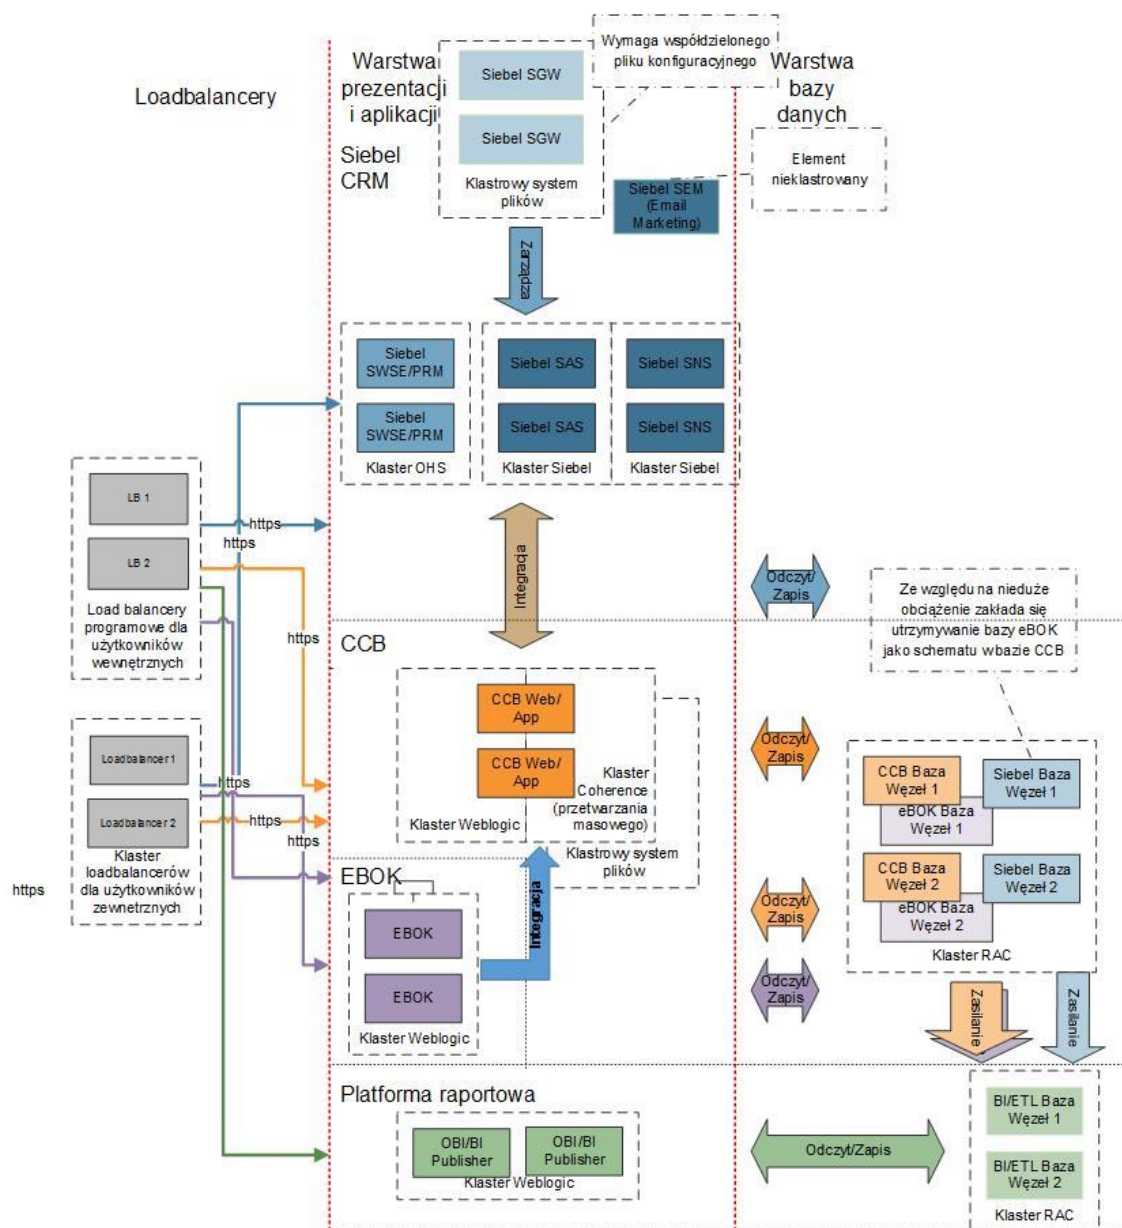 Loadbalancery
Warstwa
prezentacji
i aplikacji
Siebel
CRM
Siebel SGW
Siebel SGW
Klastrowy system
plików
Wymaga współdzielonego
pliku konfiguracyjnego
Warstwa
bazy
danych
Element
nieklastrowany
Siebel SEM
(Email
Marketing)
Zarządza
Siebel
SWSE/PRM
Siebel
SWSE/PRM
Klaster OHS
Siebel SAS
Siebel SAS
Klaster Siebel
Siebel SNS
Siebel SNS
Klaster Siebel
LB 1
LB 2
Load balancery
programowe dla
użytkowników
wewnętrznych
https
https
https
Integracja
Odczyt/
Zapis
Ze względu na nieduże
obciążenie zakłada się
utrzymywanie bazy eBOK
jako schematu w bazie CCB
CCB
CCB Web/
App
CCB Web/
App
Klaster Weblogic
Klaster
Coherence
(przetwarzania
masowego)
Klastrowy system
plików
Odczyt/
Zapis
Loadbalancer 1
Loadbalancer 2
Klaster
loadbalancerów
dla użytkowników
zewnetrznych
https
https
https
https
CCB Baza
Węzeł 1
Siebel Baza
Węzeł 1
eBOK Baza
Węzeł 1
CCB Baza
Węzeł 2
Siebel Baza
Węzeł 2
eBOK Baza
Węzeł 2
Klaster RAC
EBOK
EBOK
EBOK
Klaster Weblogic
Integracja
Odczyt/
Zapis
Odczyt/
Zapis
Zasilanie
Zasilanie
Platforma raportowa
OBI/BI
Publisher
OBI/BI
Publisher
Klaster Weblogic
Odczyt/Zapis
BI/ETL Baza
Węzeł 1
BI/ETL Baza
Węzeł 2
Klaster RAC